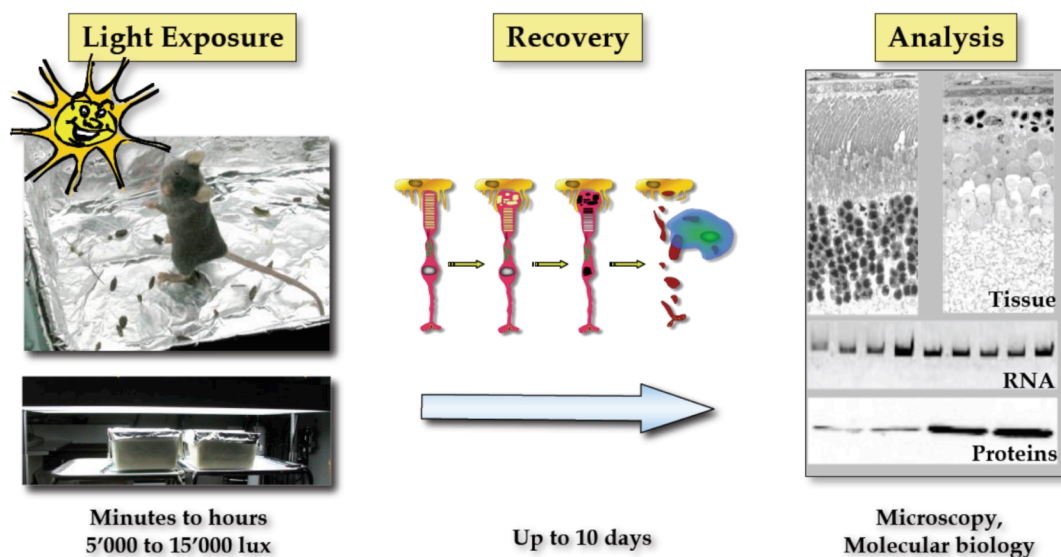 Light Exposure
Recovery
Analysis
Tissue
RNA
Proteins
Minutes to hours
5'000 to 15'000 lux
Up to 10 days
Microscopy,
Molecular biology